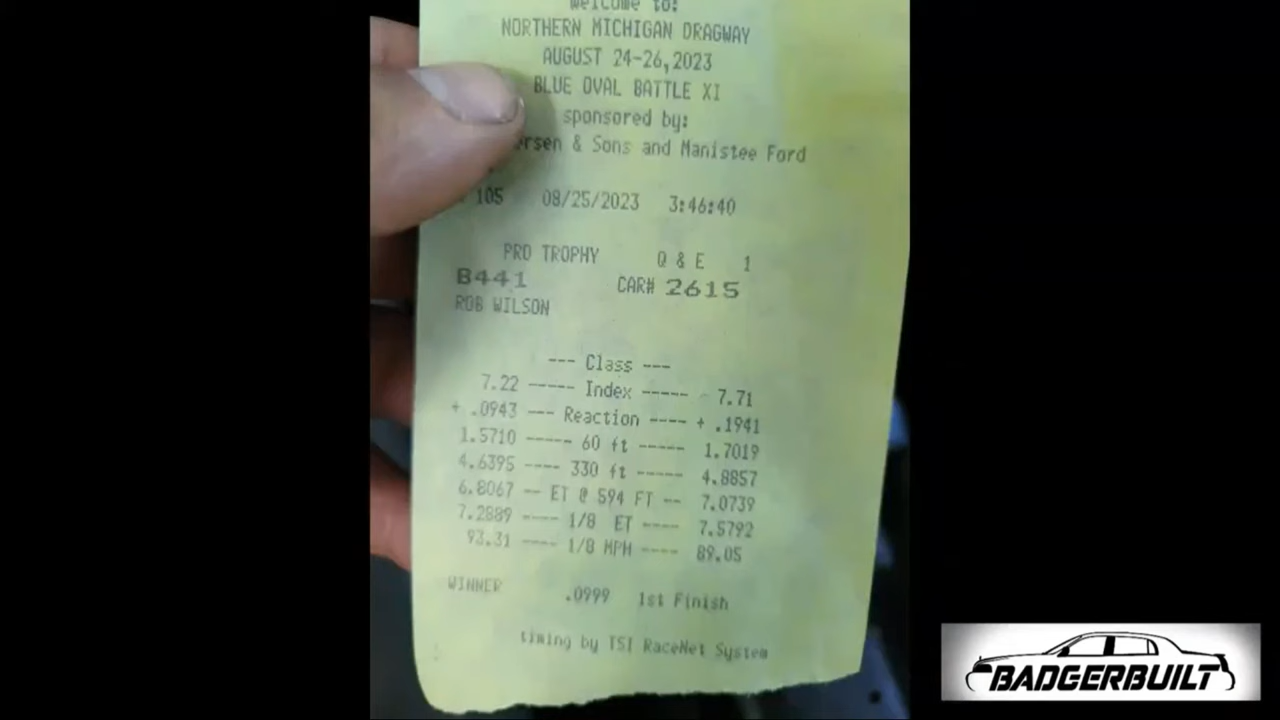 Welcome to:
NORTHERN MICHIGAN DRAGWAY
AUGUST 24-26,2023
BLUE OVAL BATTLE XI
sponsored by:
ersen & Sons and Manistee Ford
105 08/25/2023 3:46:40
PRO TROPHY Q & E 1
B441 CAR# 2615
ROB WILSON
--- Class ---
7.22 ----- Index ----- 7.71
+ .0943 --- Reaction ---- + .1941
1.5710 ----- 60 ft ----- 1.7019
4.6395 ---- 330 ft ----- 4.8857
6.8067 -- ET @ 594 FT -- 7.0739
7.2889 ---- 1/8 ET ---- 7.5792
93.31 ---- 1/8 MPH ---- 89.05
WINNER .0999 1st Finish
timing by TSI RaceNet System
BADGERBUILT